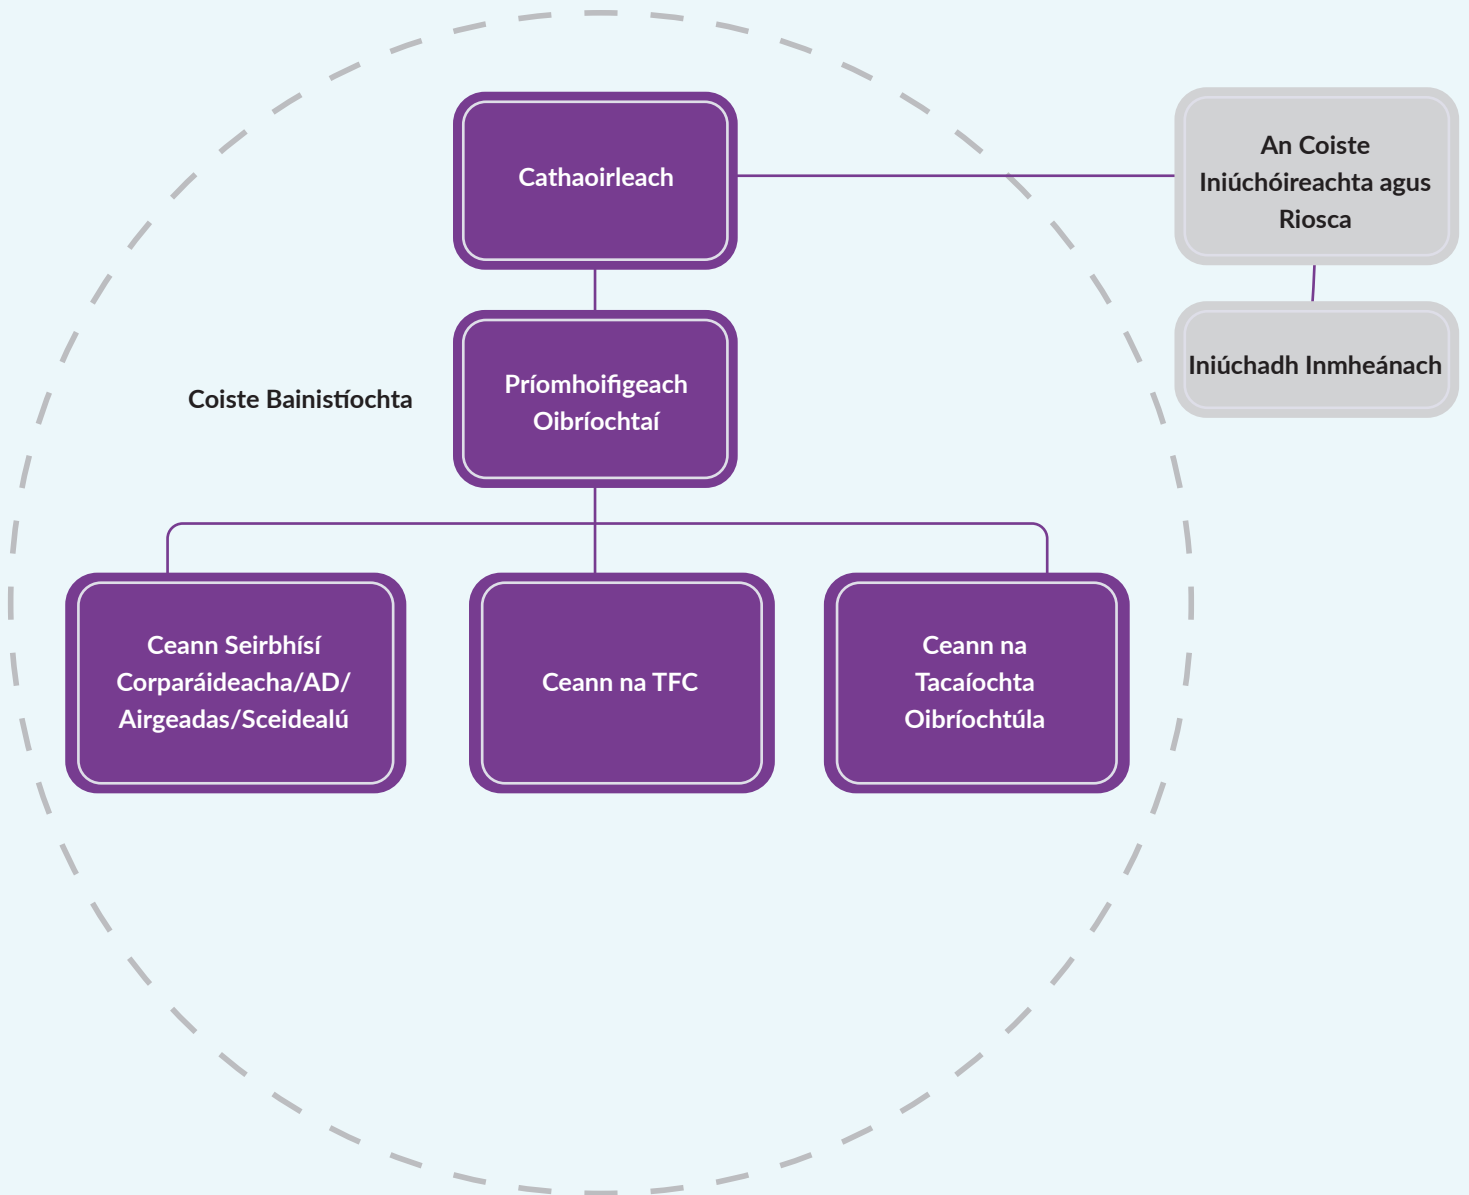 Cathaoirleach
An Coiste
Iniúchóireachta agus
Riosca
Iniúchadh Inmheánach
Coiste Bainistíochta
Príomhoifigeach
Oibríochtaí
Ceann Seirbhísí
Corparáideacha/AD/
Airgeadas/Sceidealú
Ceann na TFC
Ceann na
Tacaíochta
Oibríochtúla